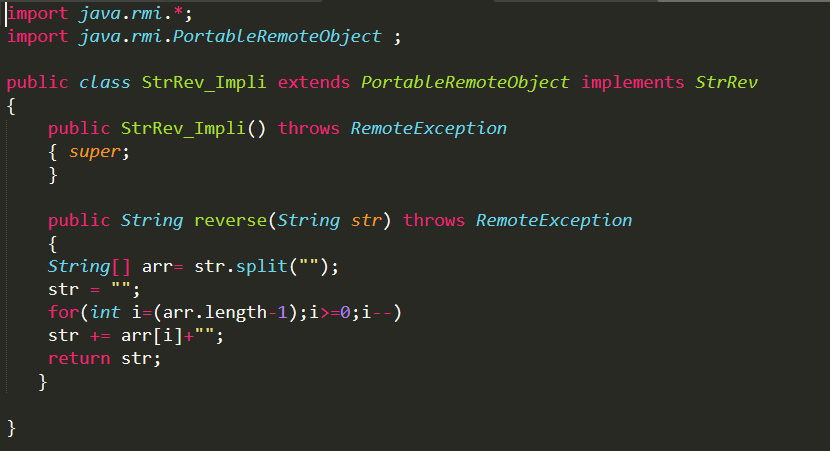 import java.rmi.*;
import java.rmi.PortableRemoteObject ;
public class StrRev_Impli extends PortableRemoteObject implements StrRev
{
public StrRev_Impli() throws RemoteException
{ super;
}
public String reverse(String str) throws RemoteException
{
String[] arr= str.split("");
str = "";
for(int i=(arr.length-1);i>=0;i--)
str += arr[i]+"";
return str;
}
}